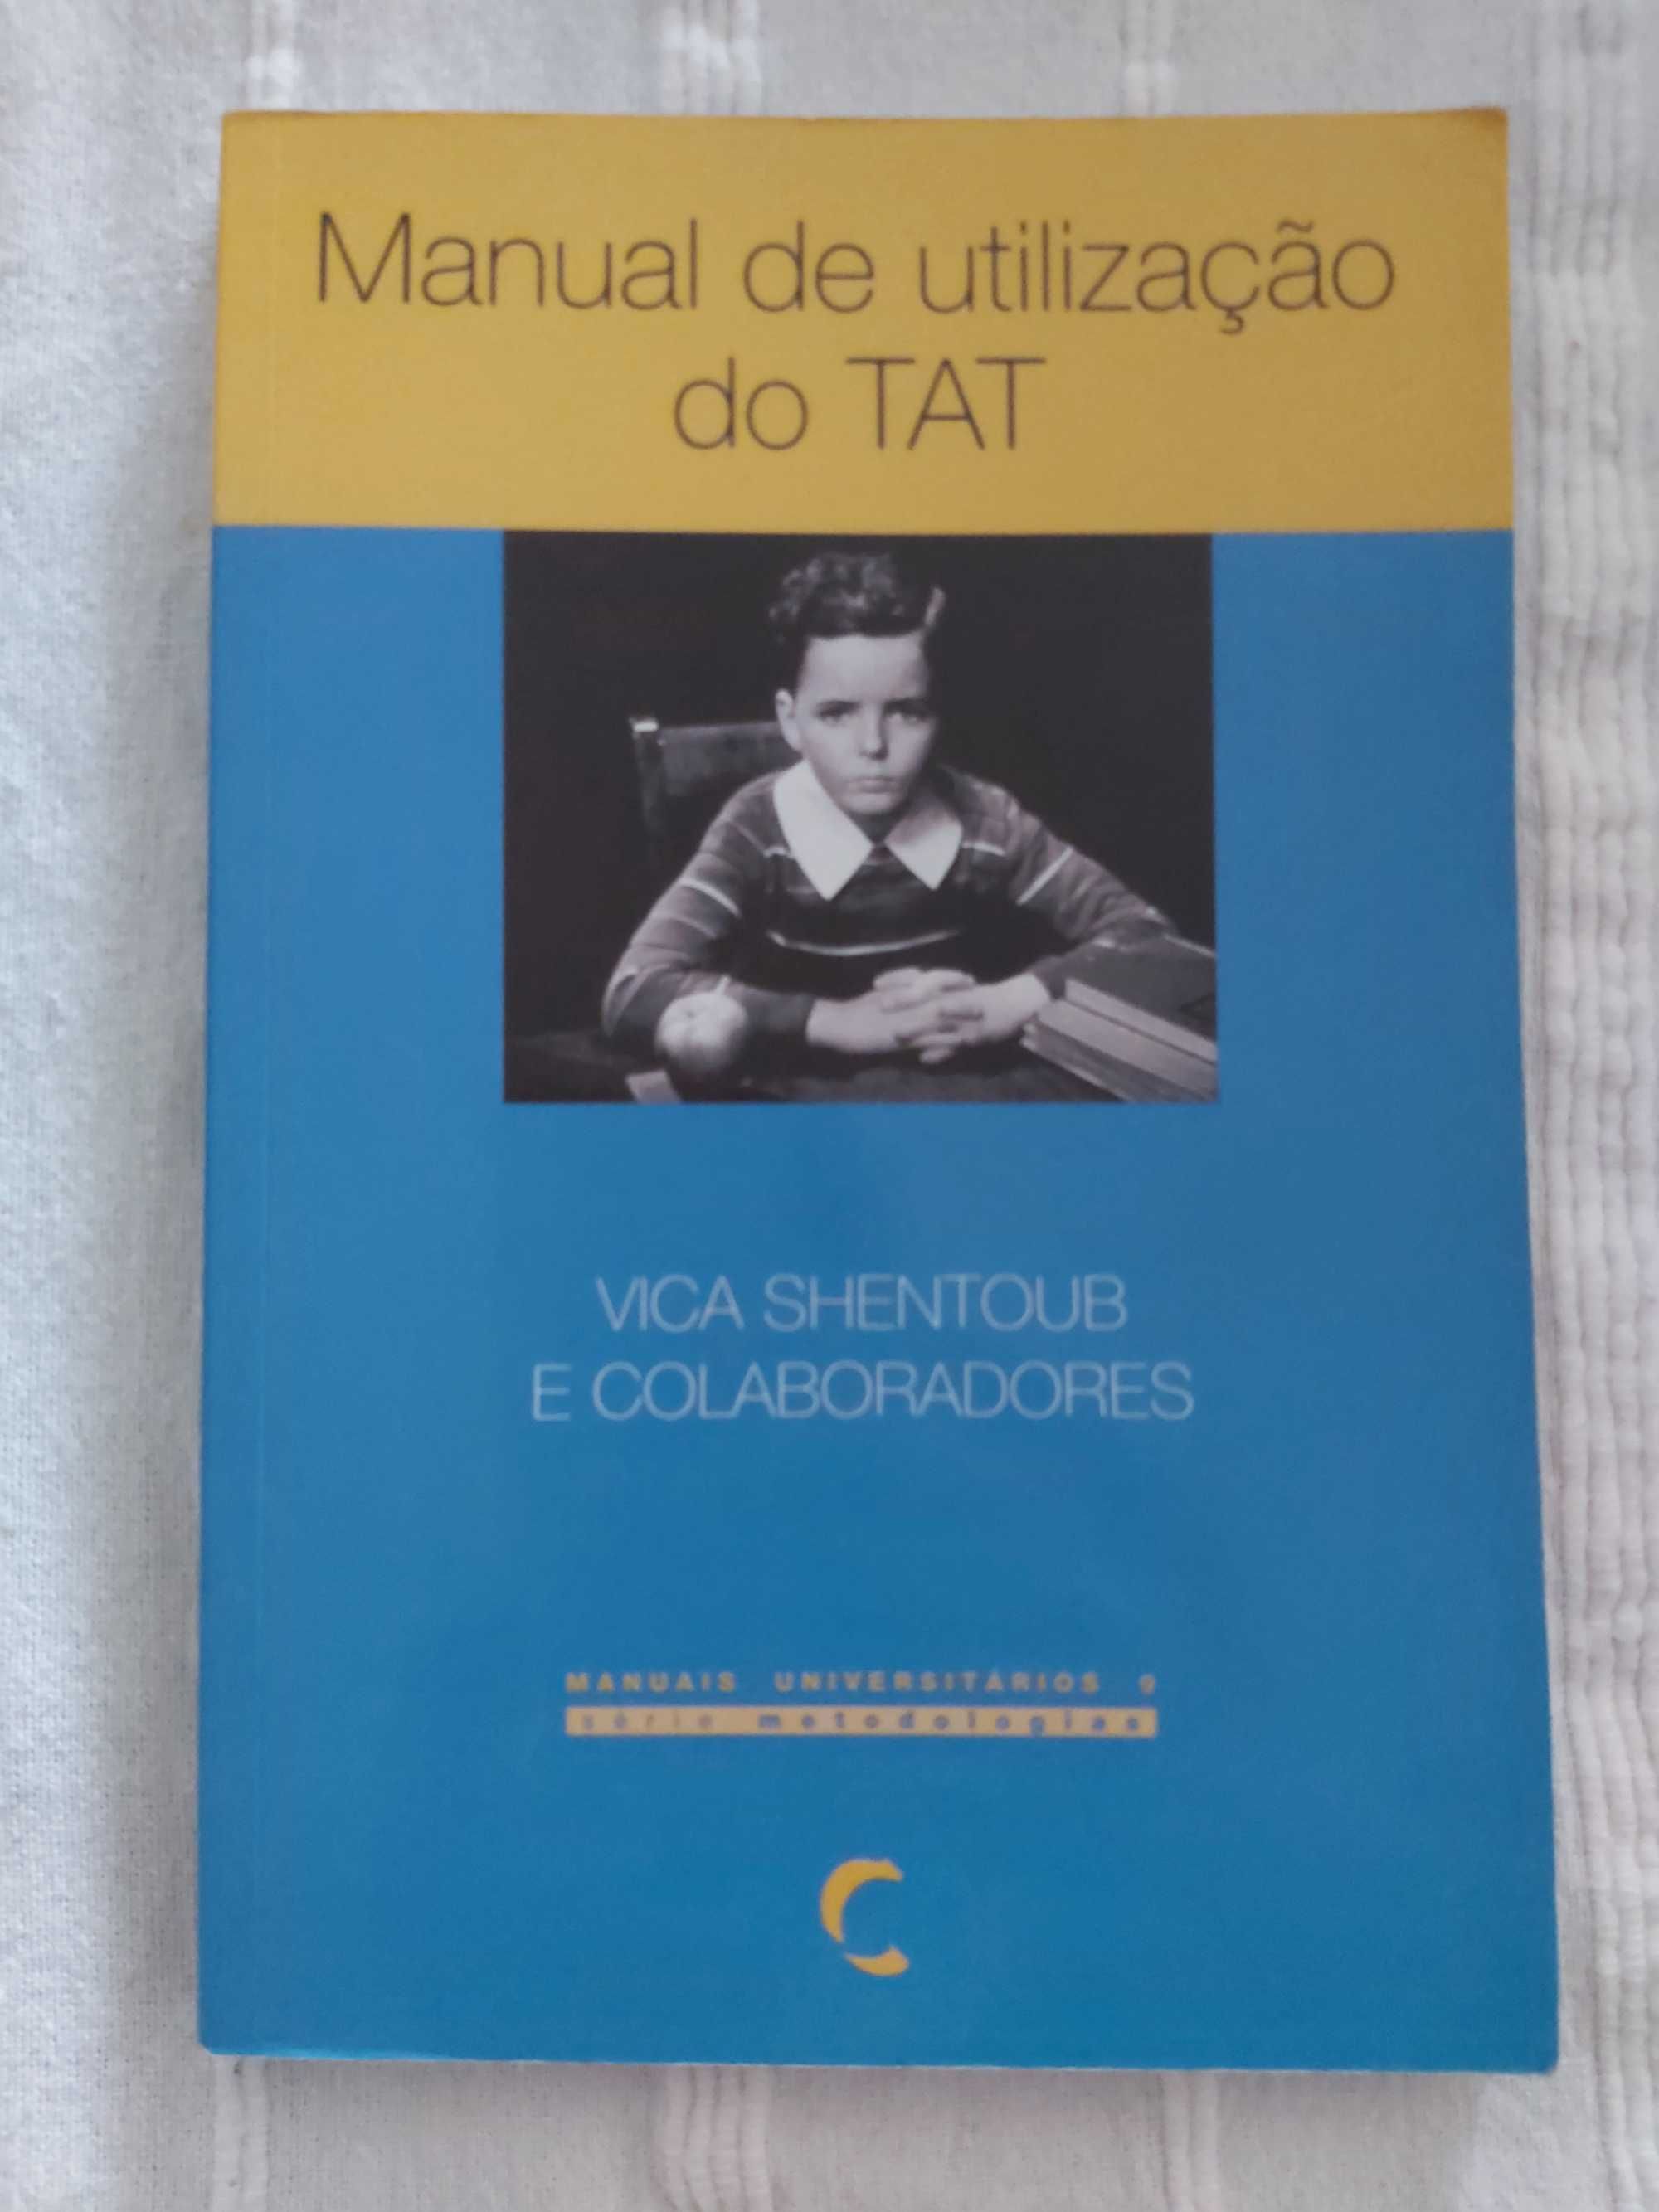 Manual de utilização
do TAT
VICA SHENTOUB
E COLABORADORES
MANUAIS UNIVERSITÁRIOS 9
série metodologias